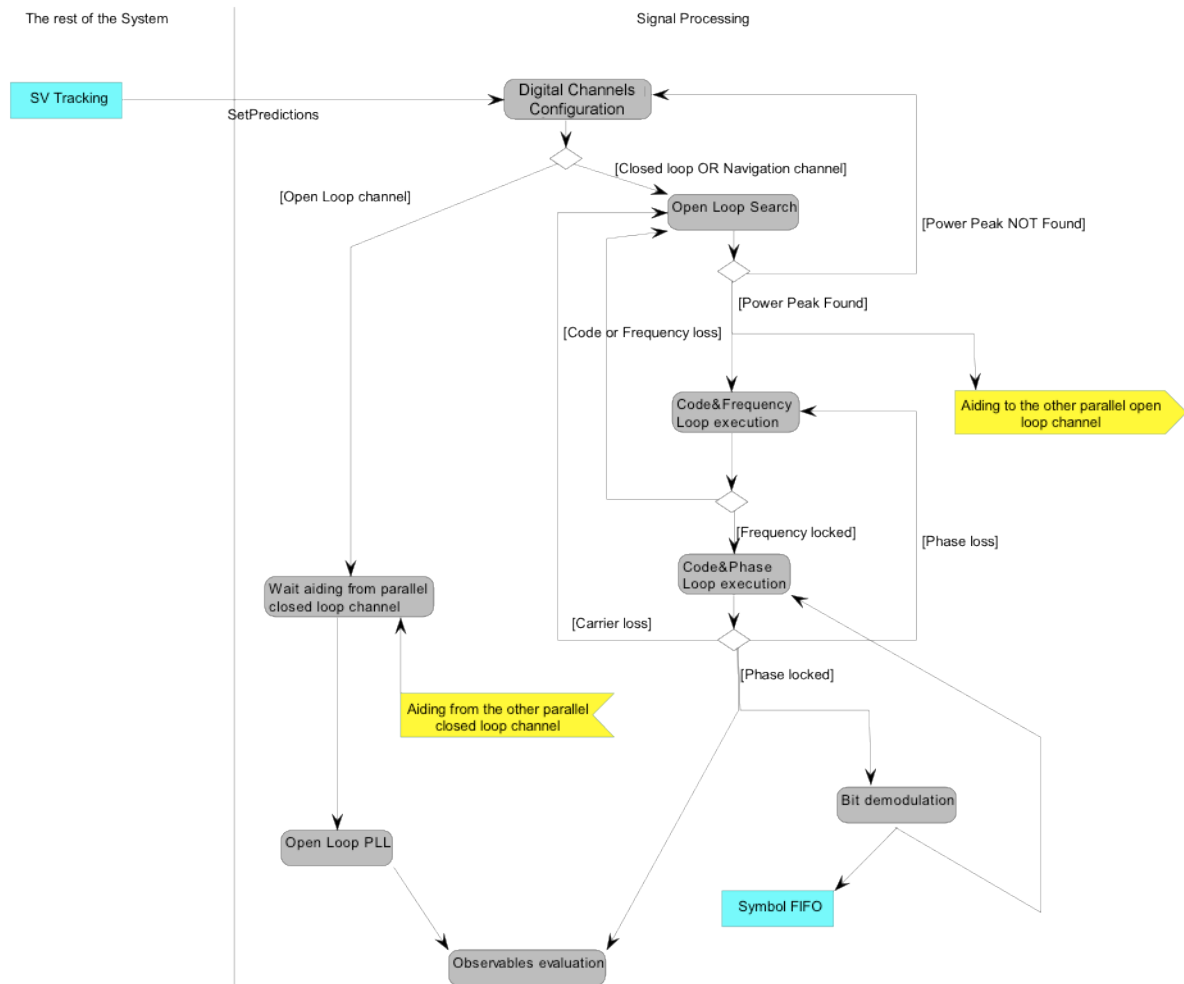 The rest of the System
Signal Processing
SV Tracking
SetPredictions
Digital Channels
Configuration
[Closed loop OR Navigation channel]
[Open Loop channel]
Open Loop Search
[Power Peak NOT Found]
[Power Peak Found]
[Code or Frequency loss]
Code&Frequency
Loop execution
Aiding to the other parallel open
loop channel
[Frequency locked]
[Phase loss]
Code&Phase
Loop execution
Wait aiding from parallel
closed loop channel
[Carrier loss]
[Phase locked]
Aiding from the other parallel
closed loop channel
Bit demodulation
Open Loop PLL
Symbol FIFO
Observables evaluation